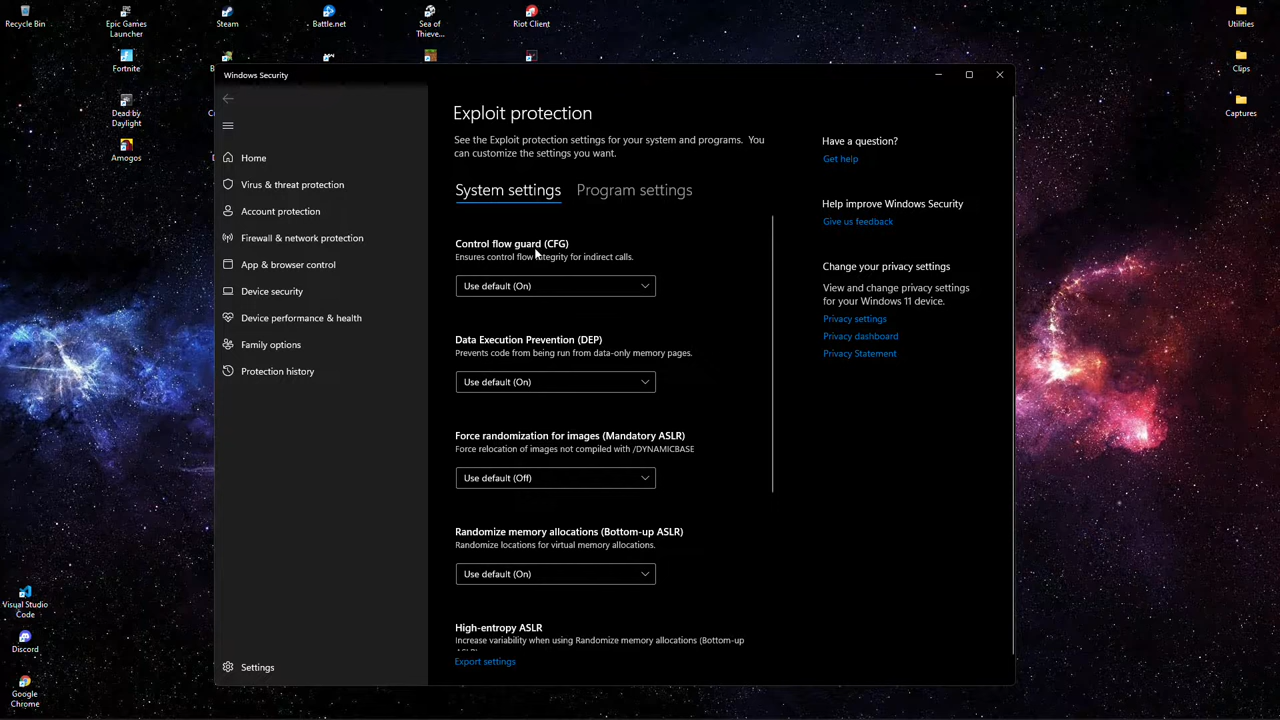 Recycle Bin
Epic Games
Launcher
Steam
Battle.net
Sea of
Thieve...
Riot Client
Utilities
Fortnite
Clips
Dead by
Daylight
Captures
Amogos
Visual Studio
Code
Discord
Google
Chrome
Windows Security
Home
Virus & threat protection
Account protection
Firewall & network protection
App & browser control
Device security
Device performance & health
Family options
Protection history
Settings
Exploit protection
See the Exploit protection settings for your system and programs. You
can customize the settings you want.
System settings
Program settings
Control flow guard (CFG)
Ensures control flow integrity for indirect calls.
Use default (On)
Data Execution Prevention (DEP)
Prevents code from being run from data-only memory pages.
Use default (On)
Force randomization for images (Mandatory ASLR)
Force relocation of images not compiled with /DYNAMICBASE
Use default (Off)
Randomize memory allocations (Bottom-up ASLR)
Randomize locations for virtual memory allocations.
Use default (On)
High-entropy ASLR
Increase variability when using Randomize memory allocations (Bottom-up
Export settings
Have a question?
Get help
Help improve Windows Security
Give us feedback
Change your privacy settings
View and change privacy settings
for your Windows 11 device.
Privacy settings
Privacy dashboard
Privacy Statement